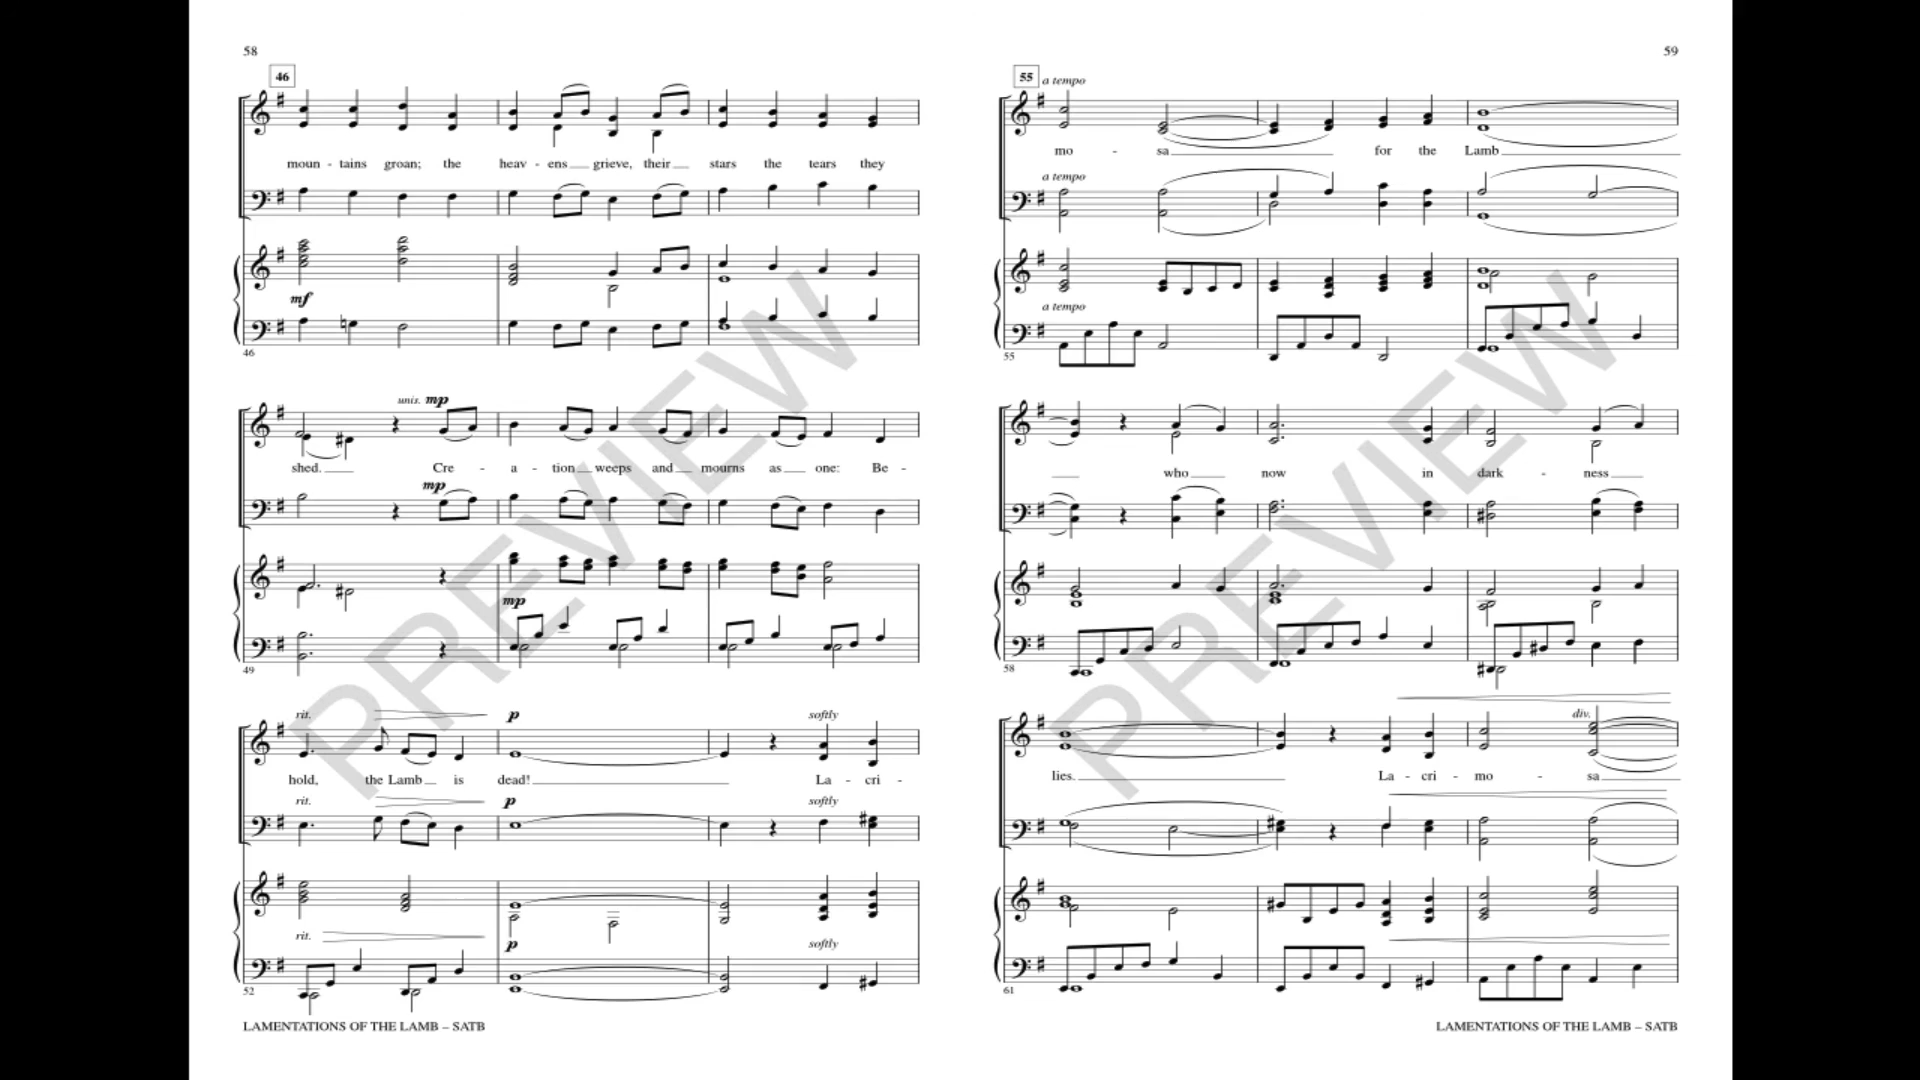 58
46
moun - tains groan; the heav - ens grieve, their stars the tears they
mf
46
unis. mp
shed. Cre - a - tion weeps and mourns as one: Be -
mp
mp
49
rit. p softly
hold, the Lamb is dead! La - cri -
rit. p softly
rit. p softly
52
LAMENTATIONS OF THE LAMB – SATB
59
55 a tempo
mo - sa for the Lamb
a tempo
a tempo
55
who now in dark - ness
58
div.
lies. La - cri - mo - sa
61
LAMENTATIONS OF THE LAMB – SATB
PREVIEW
PREVIEW